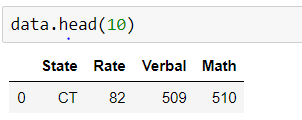 data.head(10)
State Rate Verbal Math
0 CT 82 509 510